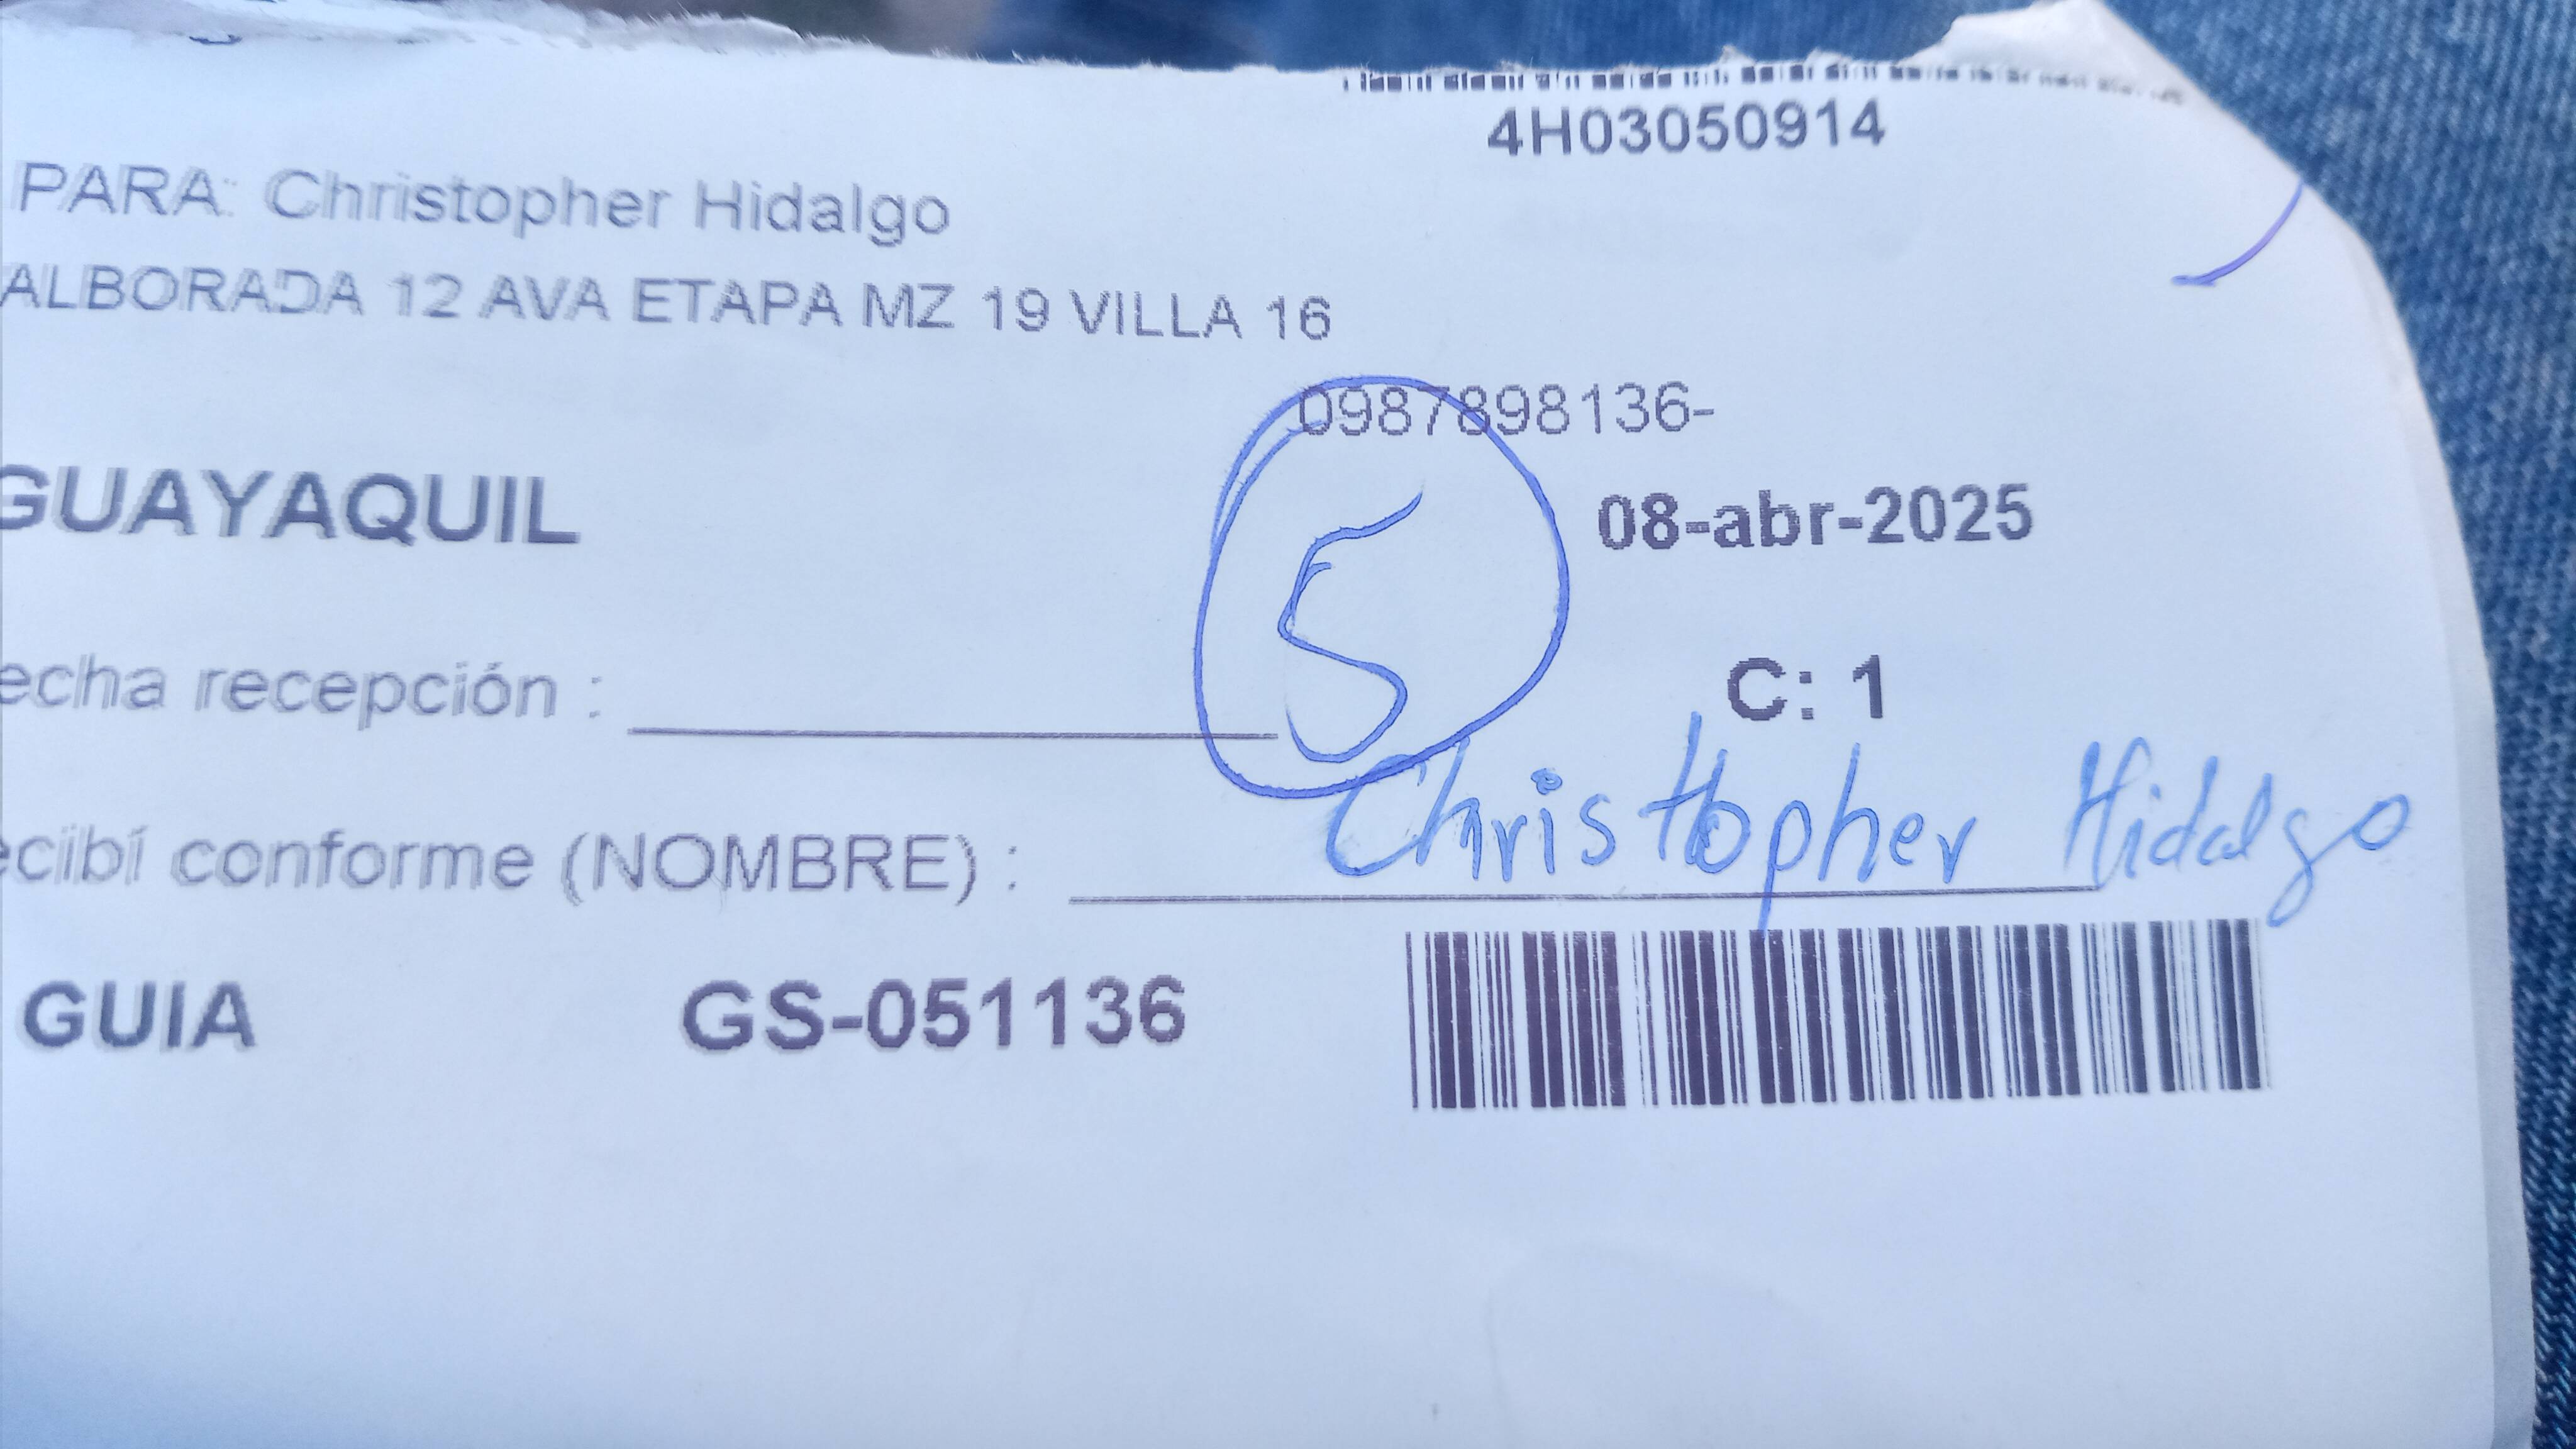 4H03050914
PARA: Christopher Hidalgo
ALBORADA 12 AVA ETAPA MZ 19 VILLA 16
0987898136-
GUAYAQUIL 08-abr-2025
5
echa recepción :
C: 1
ecibí conforme (NOMBRE) : Christopher Hidalgo
GUIA GS-051136